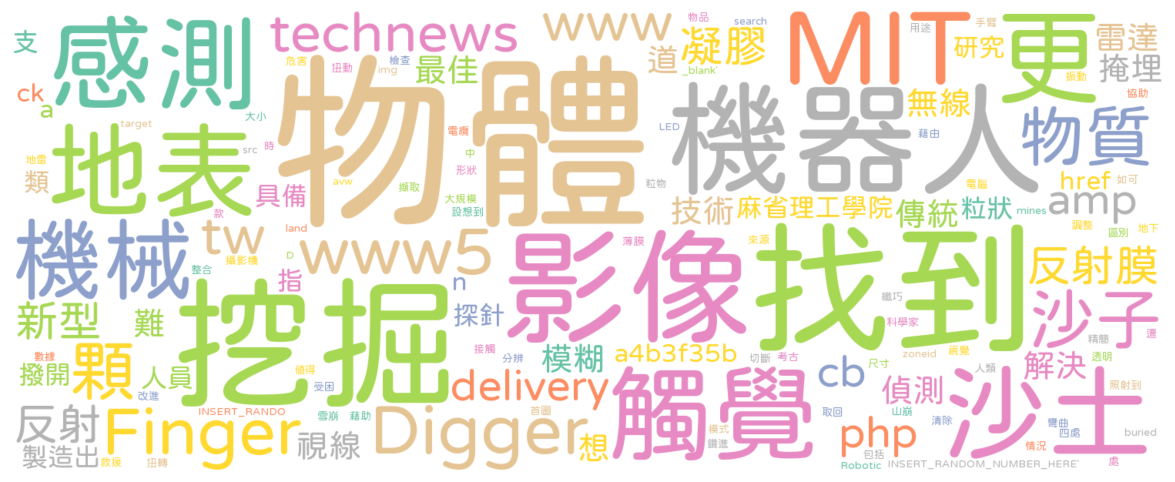 支
感測
technews
物體
www
凝膠
MIT
更
雷達
掩埋
物品
search
_blank'
道
用途
手臂
研究
振動
協助
危害
扭動
檢查
img
最佳
ck
a
大小
地表
target
src
地雷
類
時
電纜
中
形狀
avw
擷取
大規模
設想到
具備
款
land
機器人
LED
藉由
粒物
無線
物質
電腦
href
如可
amp
技術
麻省理工學院
傳統
粒狀
mines
調整
區別
地下
機械
tw
攝影機
整合
D
指
www5
n
探針
影像
薄膜
來源
找到
纖巧
科學家
反射膜
沙子
遭
精簡
新型
難
挖掘
數據
顆
撥開
人員
改進
值得
受困
接觸
分辨
模糊
a4b3f35b
切斷
考古
cb
尺寸
zoneid
視覺
人類
解決
透明
照射到
反射
製造出
Finger
INSERT_RANDO
雪崩
藉助
救援
扭轉
視線
Digger
delivery
首圖
想
觸覺
模式
鑽進
取回
山崩
偵測
清除
php
包括
Robotic
INSERT_RANDOM_NUMBER_HERE'
沙土
彎曲
四處
情況
buried
處